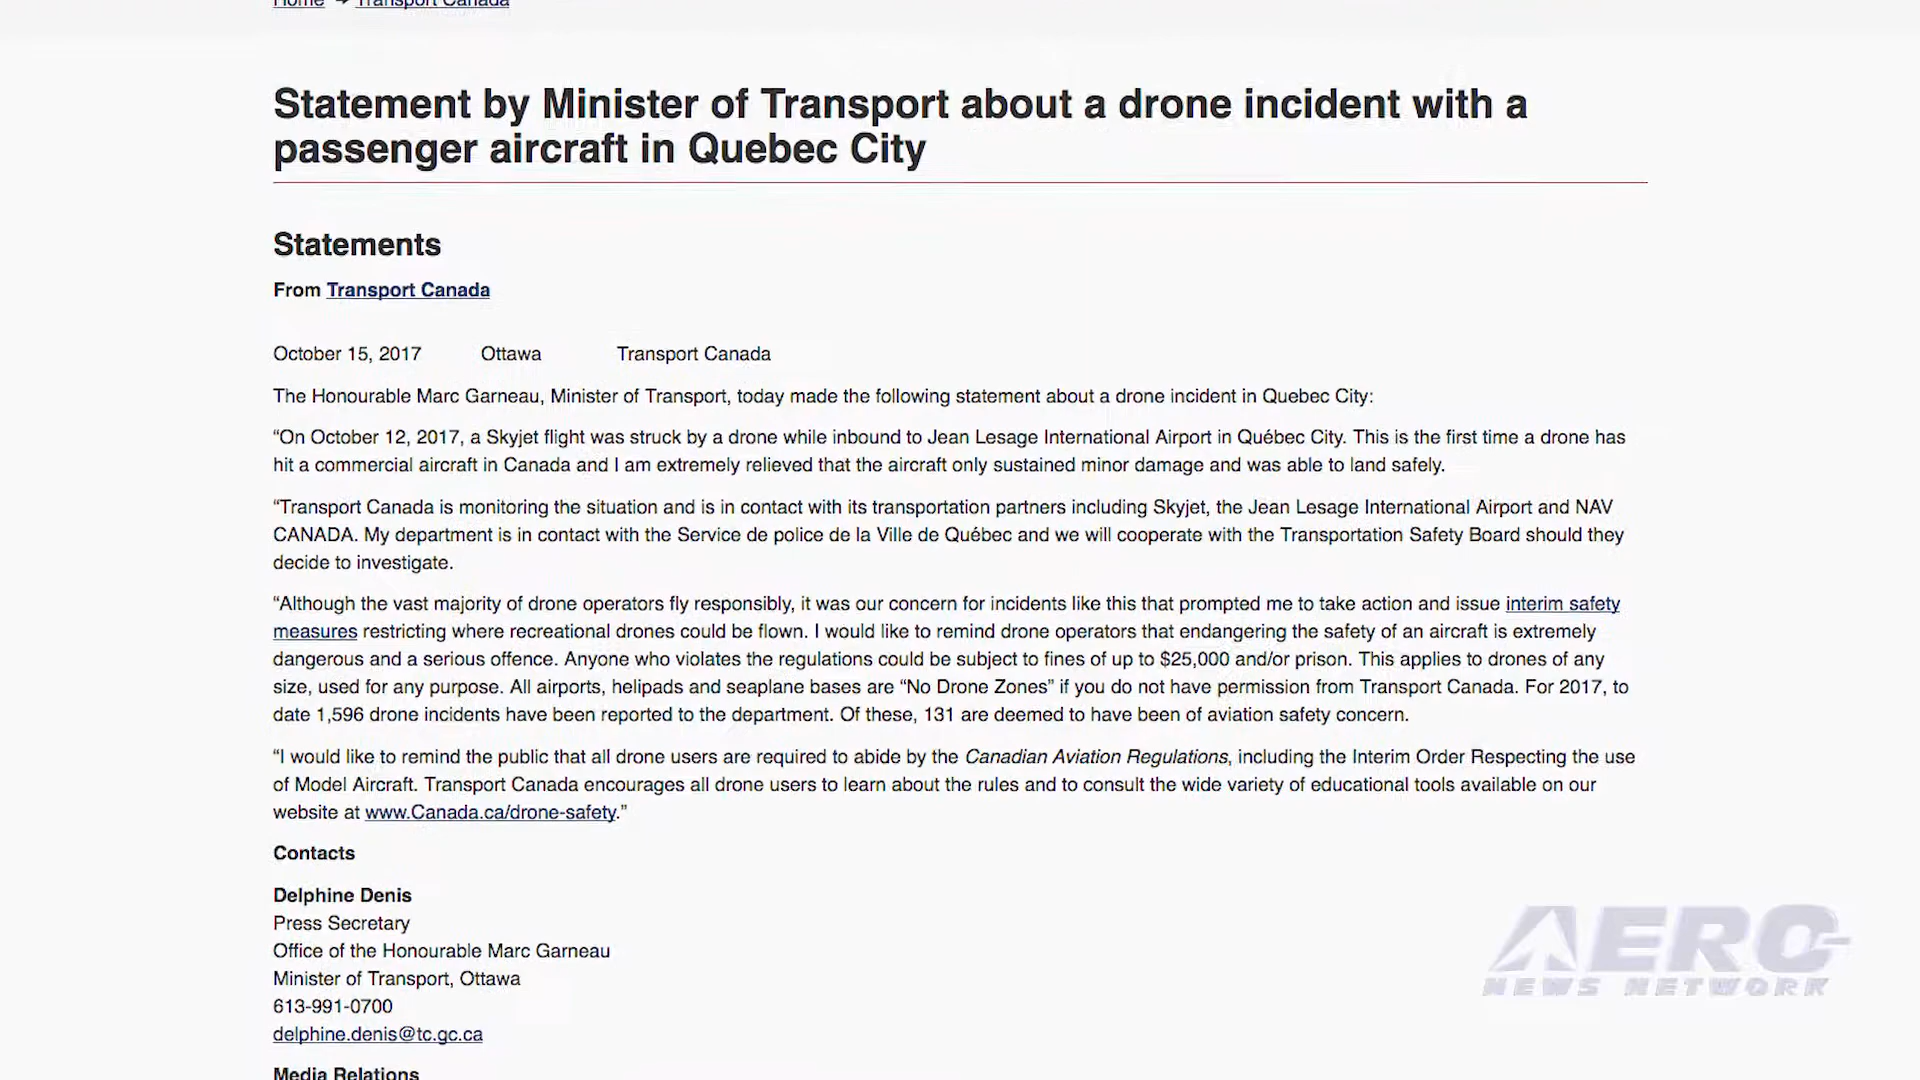 Home → Transport Canada
Statement by Minister of Transport about a drone incident with a
passenger aircraft in Quebec City
Statements
From Transport Canada
October 15, 2017 Ottawa Transport Canada
The Honourable Marc Garneau, Minister of Transport, today made the following statement about a drone incident in Quebec City:
“On October 12, 2017, a Skyjet flight was struck by a drone while inbound to Jean Lesage International Airport in Québec City. This is the first time a drone has
hit a commercial aircraft in Canada and I am extremely relieved that the aircraft only sustained minor damage and was able to land safely.
“Transport Canada is monitoring the situation and is in contact with its transportation partners including Skyjet, the Jean Lesage International Airport and NAV
CANADA. My department is in contact with the Service de police de la Ville de Québec and we will cooperate with the Transportation Safety Board should they
decide to investigate.
“Although the vast majority of drone operators fly responsibly, it was our concern for incidents like this that prompted me to take action and issue interim safety
measures restricting where recreational drones could be flown. I would like to remind drone operators that endangering the safety of an aircraft is extremely
dangerous and a serious offence. Anyone who violates the regulations could be subject to fines of up to $25,000 and/or prison. This applies to drones of any
size, used for any purpose. All airports, helipads and seaplane bases are “No Drone Zones” if you do not have permission from Transport Canada. For 2017, to
date 1,596 drone incidents have been reported to the department. Of these, 131 are deemed to have been of aviation safety concern.
“I would like to remind the public that all drone users are required to abide by the Canadian Aviation Regulations, including the Interim Order Respecting the use
of Model Aircraft. Transport Canada encourages all drone users to learn about the rules and to consult the wide variety of educational tools available on our
website at www.Canada.ca/drone-safety.”
Contacts
Delphine Denis
Press Secretary
Office of the Honourable Marc Garneau
Minister of Transport, Ottawa
613-991-0700
delphine.denis@tc.gc.ca
Media Relations
AERO
NEWS NETWORK